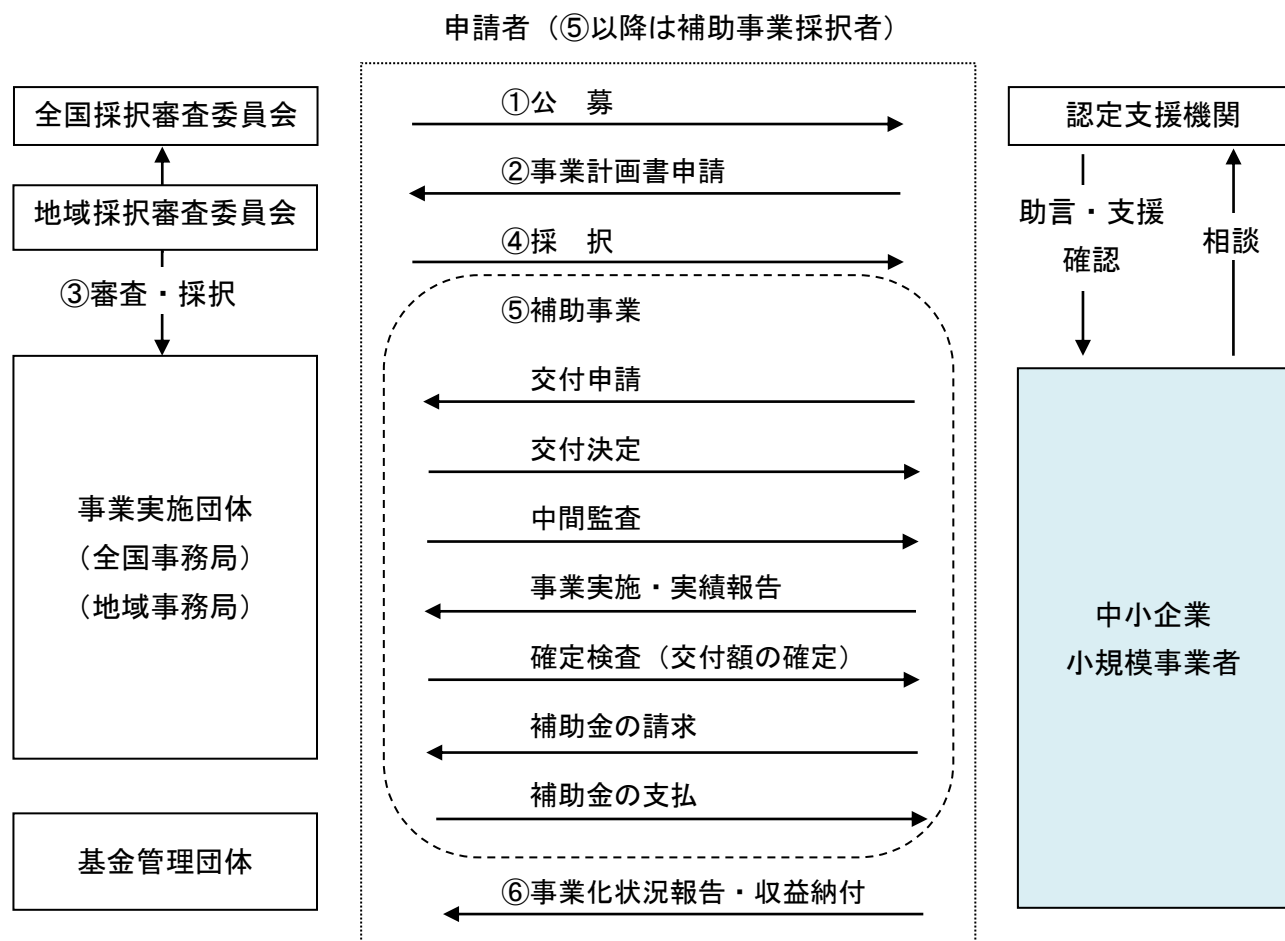 申請者（⑤以降は補助事業採択者）
全国採択審査委員会
地域採択審査委員会
③審査・採択
事業実施団体
（全国事務局）
（地域事務局）
基金管理団体
①公　募
②事業計画書申請
④採　択
⑤補助事業
交付申請
交付決定
中間監査
事業実施・実績報告
確定検査（交付額の確定）
補助金の請求
補助金の支払
⑥事業化状況報告・収益納付
認定支援機関
助言・支援
確認
相談
中小企業
小規模事業者